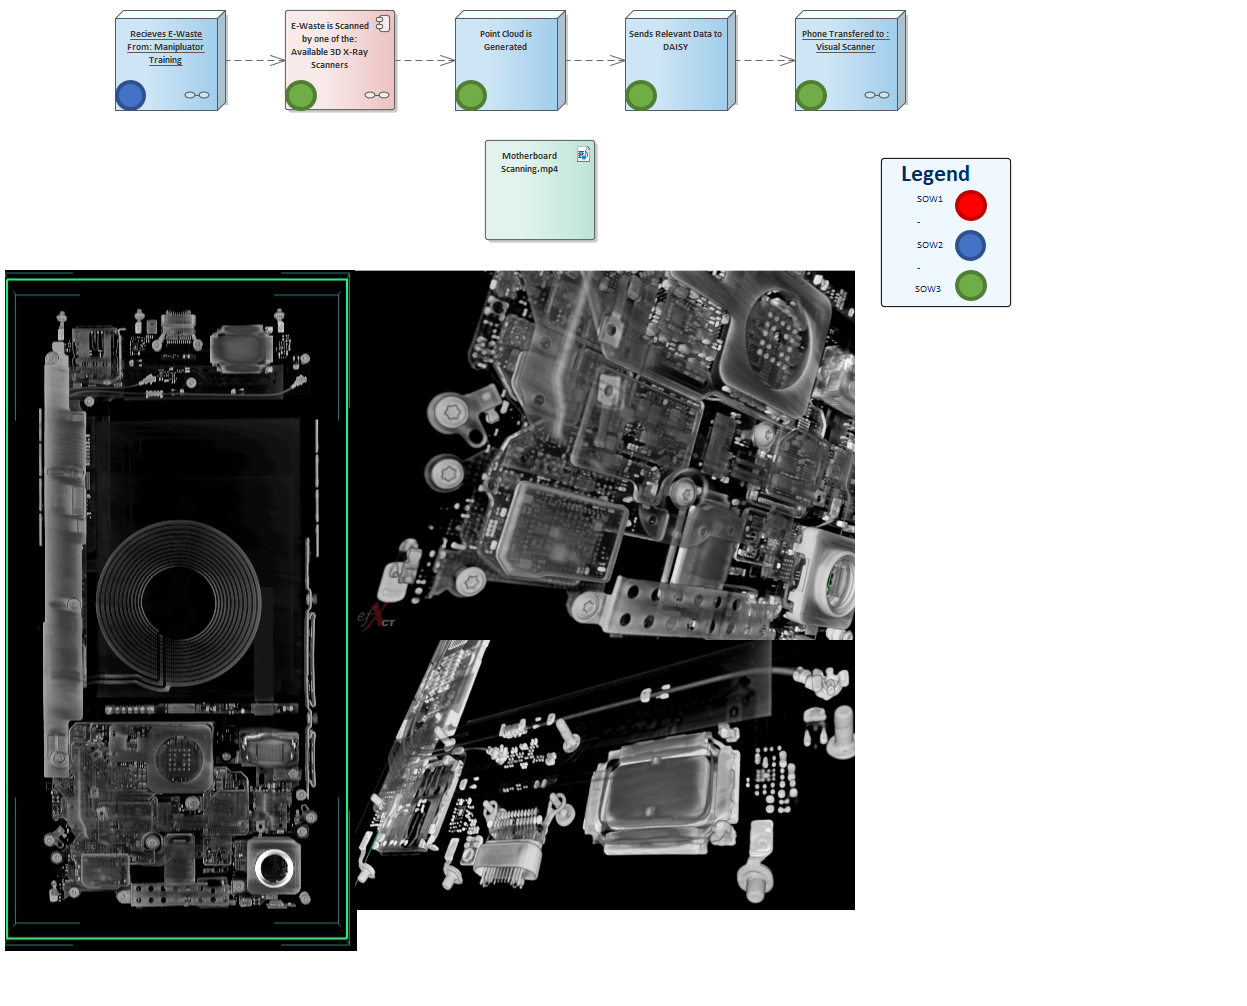 Recieves E-Waste
From: Manipluator
Training
E-Waste is Scanned
by one of the:
Available 3D X-Ray
Scanners
Point Cloud is
Generated
Sends Relevant Data to
DAISY
Phone Transfered to :
Visual Scanner
Motherboard
Scanning.mp4
Legend
SOW1
-
SOW2
-
SOW3
efXCT